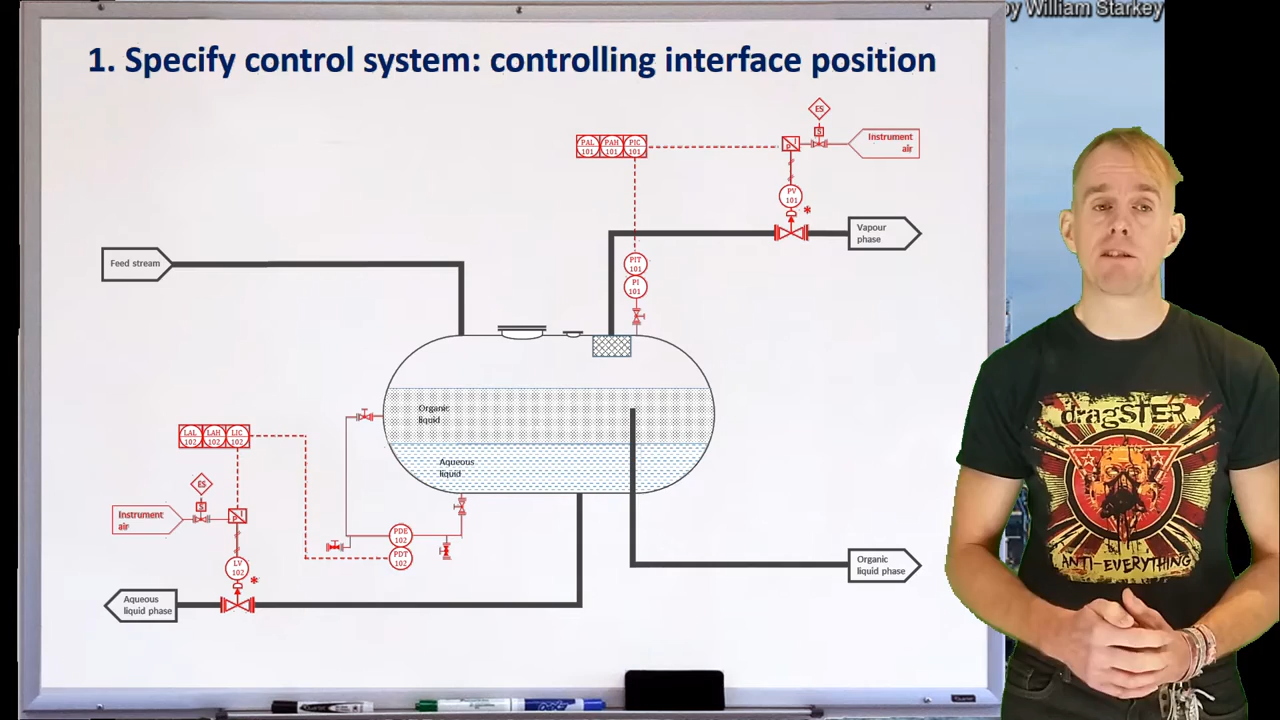 by William Starkey
1. Specify control system: controlling interface position
ES
PAL
101
PAH
101
PIC
101
S
P
I
Instrument
air
PV
101
*
Vapour
phase
Feed stream
PIT
101
PI
101
Organic
liquid
Aqueous
liquid
LAL
102
LAH
102
LIC
102
ES
S
Instrument
air
P
I
PDE
102
PDT
102
LV
102
*
Organic
liquid phase
Aqueous
liquid phase
dragSTER
ANTI-EVERYTHING